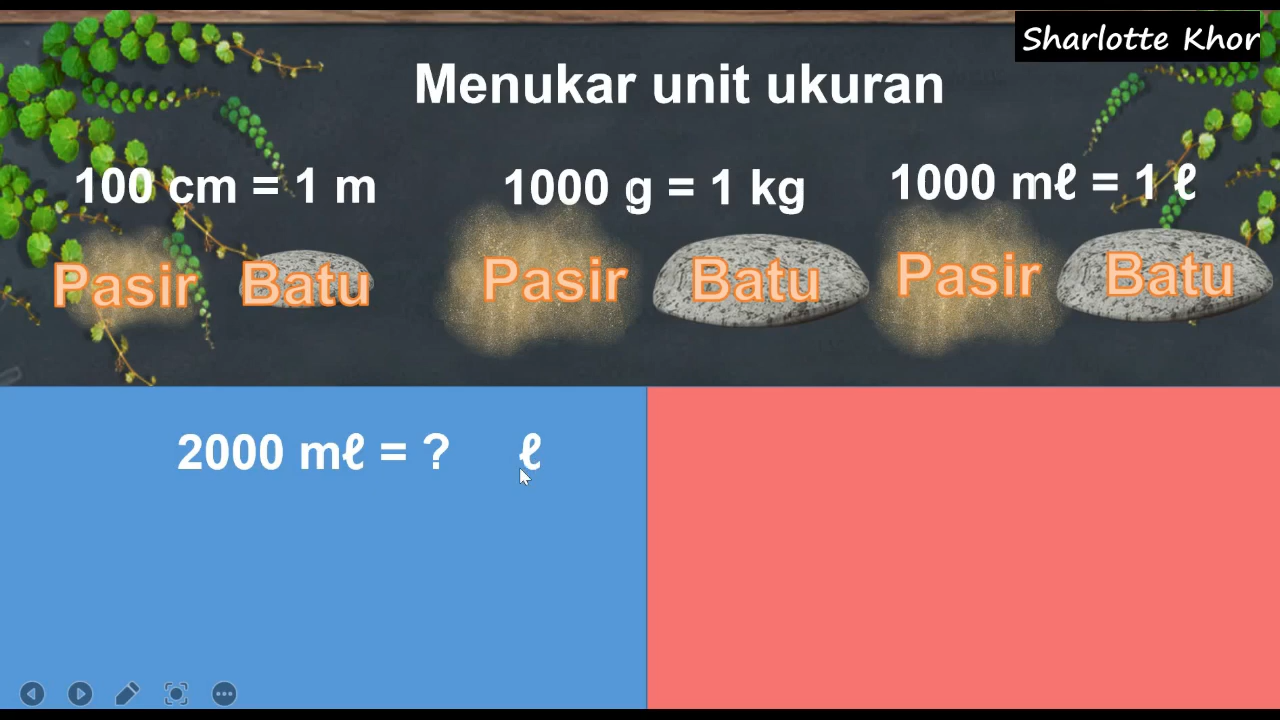 Sharlotte Khor
Menukar unit ukuran
100 cm = 1 m
1000 g = 1 kg
1000 mℓ = 1 ℓ
Pasir Batu
Pasir Batu
Pasir Batu
2000 mℓ = ? ℓ